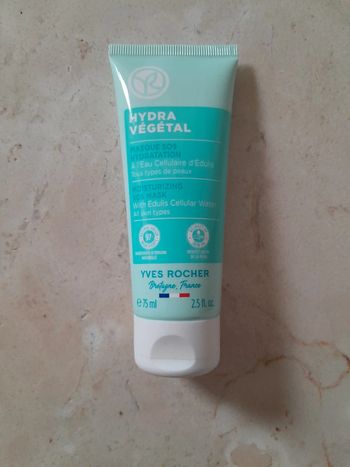 YR
HYDRA
VÉGÉTAL
MASQUE SOS
HYDRATATION
À l'Eau Cellulaire d'Edulis
Tous types de peaux
MOISTURIZING
SOS MASK
With Edulis Cellular Water
All skin types
YVES ROCHER
Bretagne, France
e 75 ml 2.5 fl. oz.